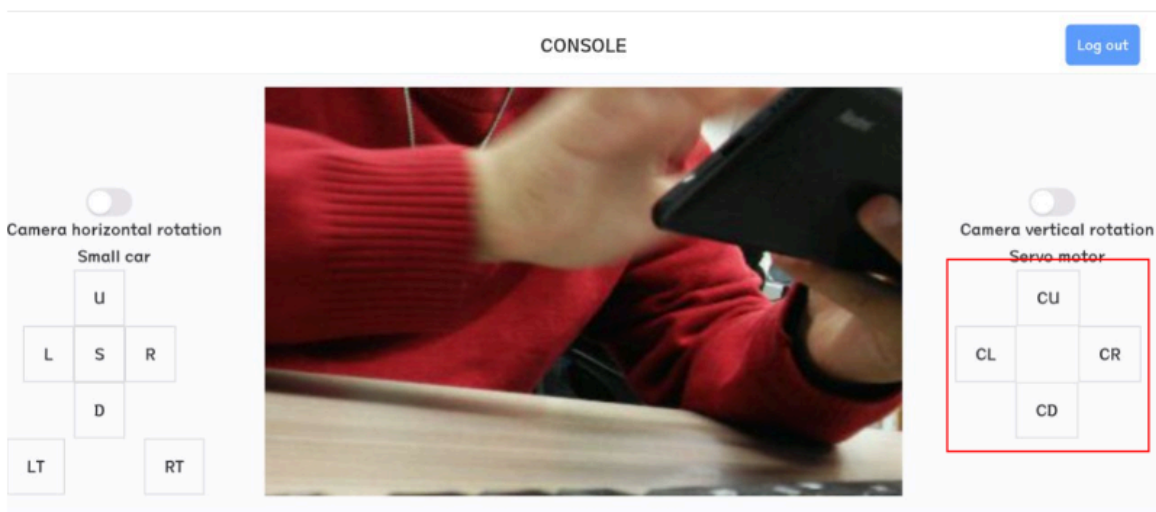 CONSOLE
Log out
Camera horizontal rotation
Small car
U
L S R
D
LT RT
Camera vertical rotation
Servo motor
CU
CL CR
CD